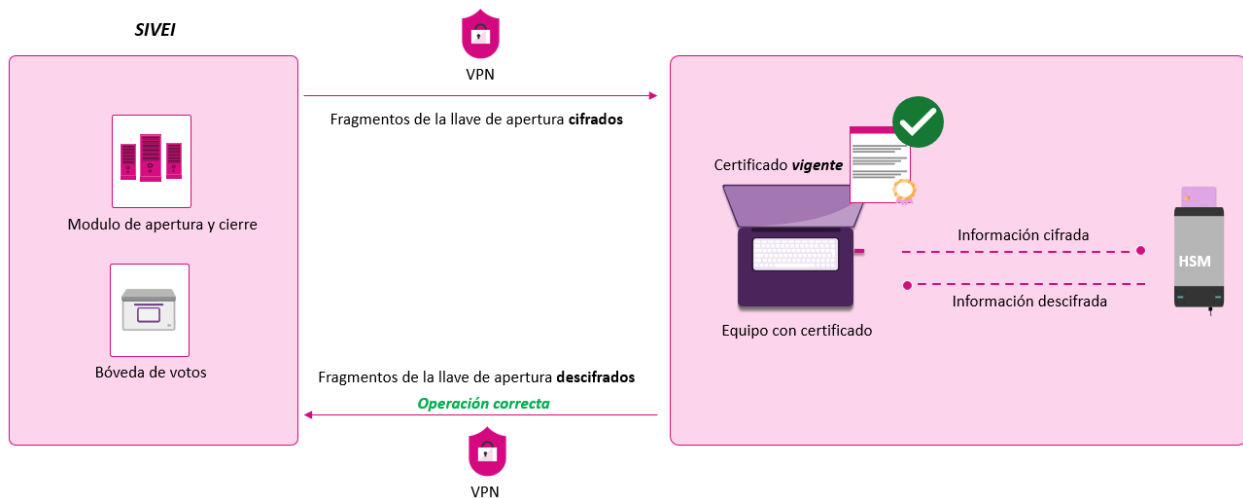 SIVEI
VPN
Fragmentos de la llave de apertura cifrados
Modulo de apertura y cierre
Bóveda de votos
Certificado vigente
Información cifrada
HSM
Información descifrada
Equipo con certificado
Fragmentos de la llave de apertura descifrados
Operación correcta
VPN